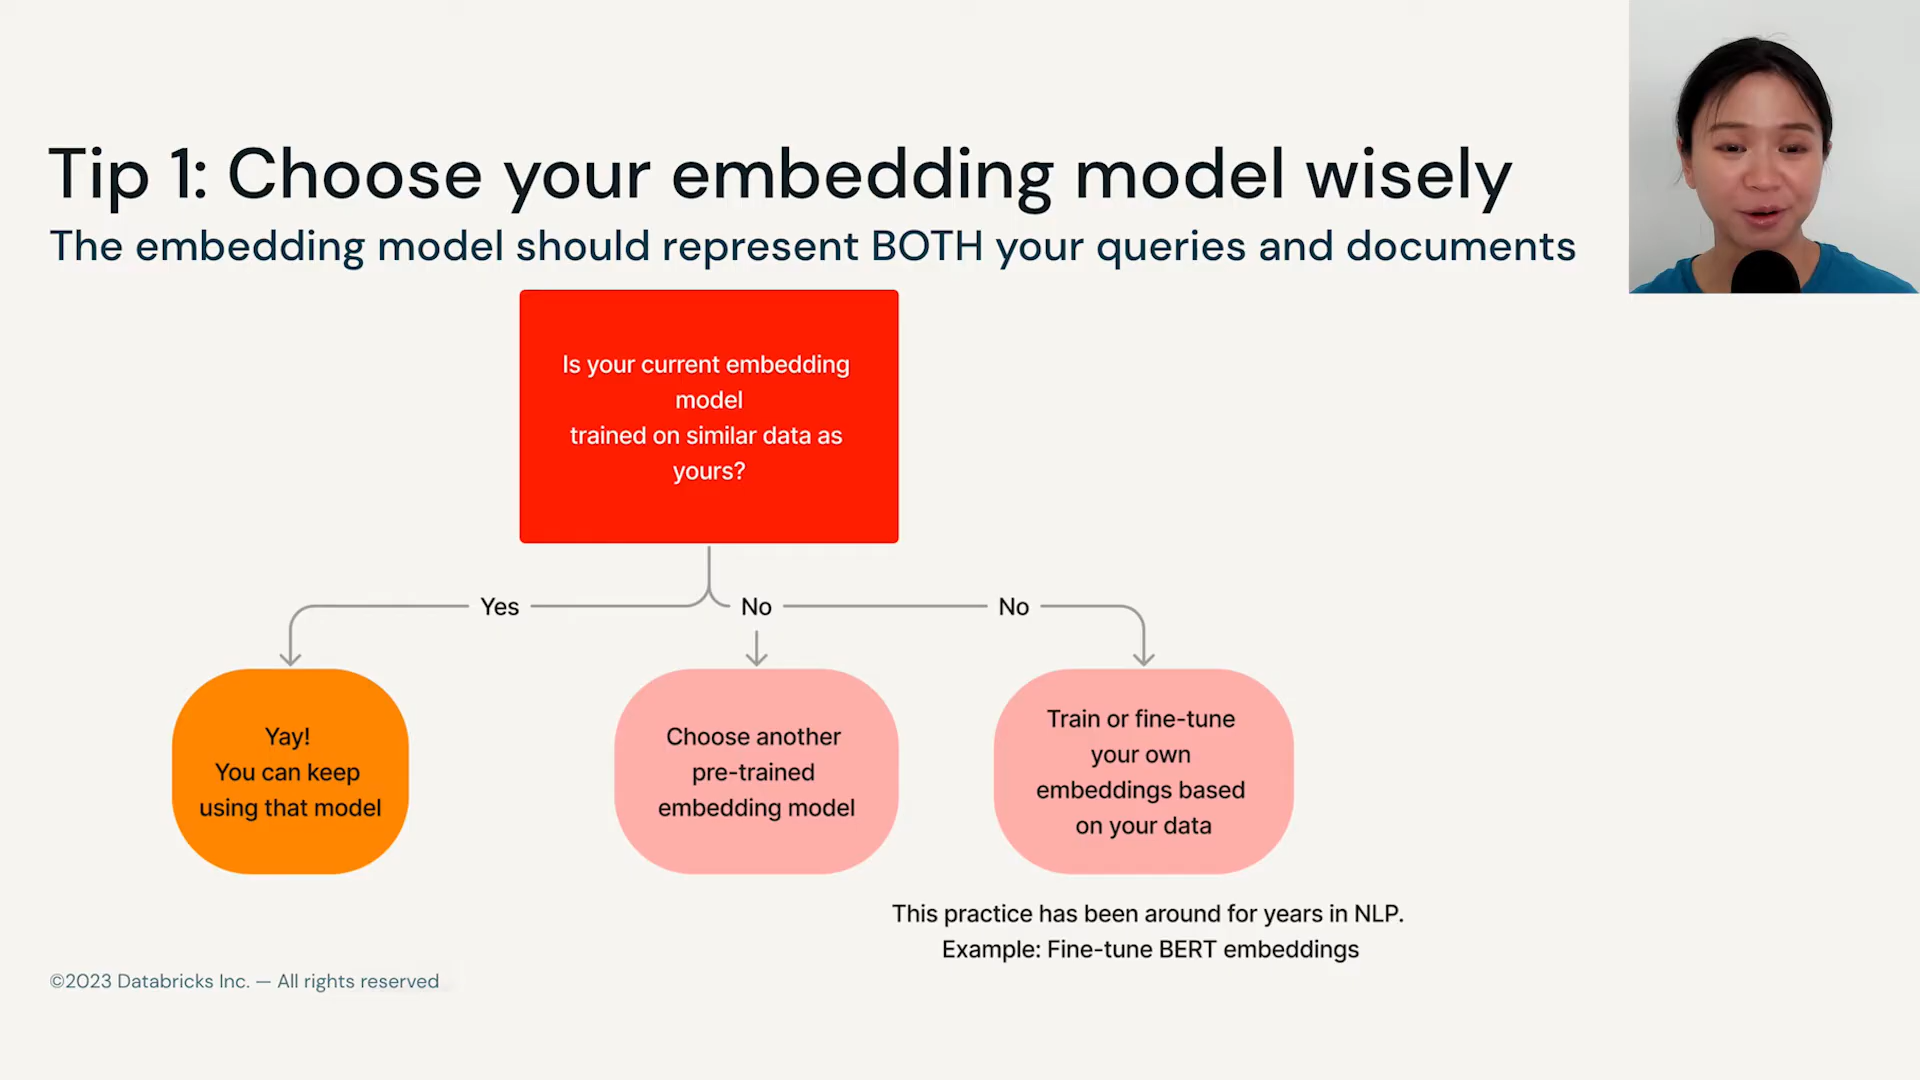 Tip 1: Choose your embedding model wisely
The embedding model should represent BOTH your queries and documents
Is your current embedding
model
trained on similar data as
yours?
Yes
No
No
Yay!
You can keep
using that model
Choose another
pre-trained
embedding model
Train or fine-tune
your own
embeddings based
on your data
This practice has been around for years in NLP.
Example: Fine-tune BERT embeddings
©2023 Databricks Inc. — All rights reserved